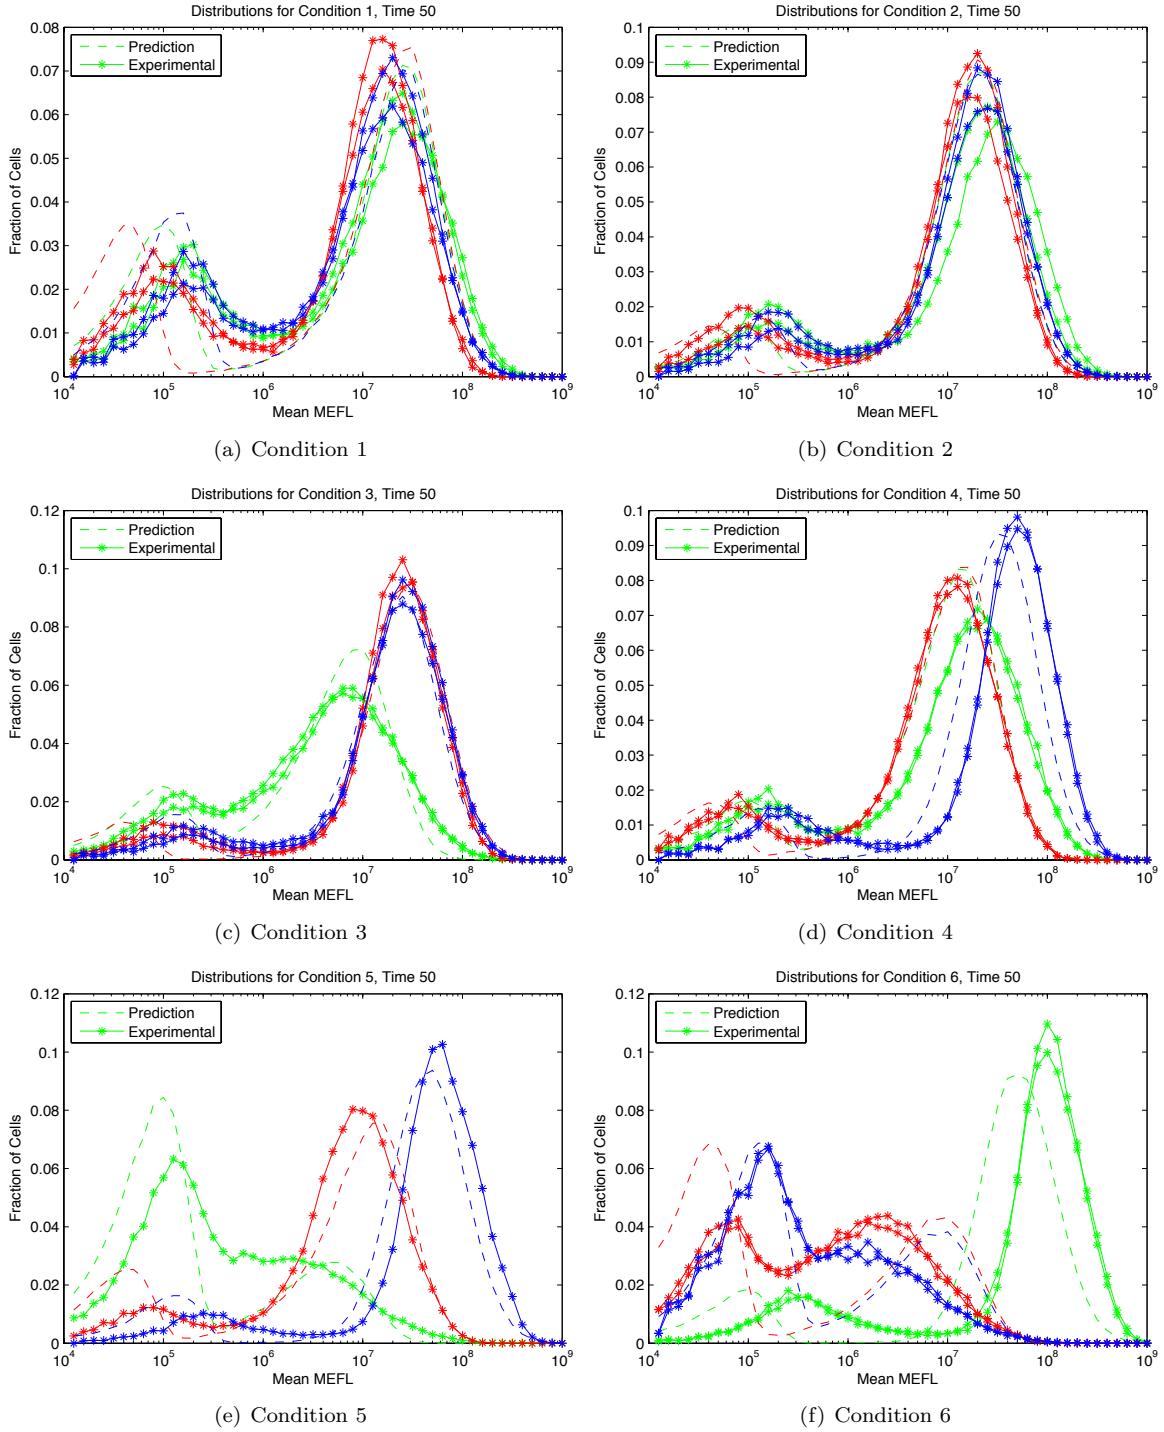 Distributions for Condition 1, Time 50
0.08
0.07
0.06
0.05
0.04
0.03
0.02
0.01
0
Fraction of Cells
Prediction
Experimental
10^4 10^5 10^6 10^7 10^8 10^9
Mean MEFL
(a) Condition 1
Distributions for Condition 2, Time 50
0.1
0.09
0.08
0.07
0.06
0.05
0.04
0.03
0.02
0.01
0
Fraction of Cells
Prediction
Experimental
10^4 10^5 10^6 10^7 10^8 10^9
Mean MEFL
(b) Condition 2
Distributions for Condition 3, Time 50
0.12
0.1
0.08
0.06
0.04
0.02
0
Fraction of Cells
Prediction
Experimental
10^4 10^5 10^6 10^7 10^8 10^9
Mean MEFL
(c) Condition 3
Distributions for Condition 4, Time 50
0.1
0.09
0.08
0.07
0.06
0.05
0.04
0.03
0.02
0.01
0
Fraction of Cells
Prediction
Experimental
10^4 10^5 10^6 10^7 10^8 10^9
Mean MEFL
(d) Condition 4
Distributions for Condition 5, Time 50
0.12
0.1
0.08
0.06
0.04
0.02
0
Fraction of Cells
Prediction
Experimental
10^4 10^5 10^6 10^7 10^8 10^9
Mean MEFL
(e) Condition 5
Distributions for Condition 6, Time 50
0.12
0.1
0.08
0.06
0.04
0.02
0
Fraction of Cells
Prediction
Experimental
10^4 10^5 10^6 10^7 10^8 10^9
Mean MEFL
(f) Condition 6